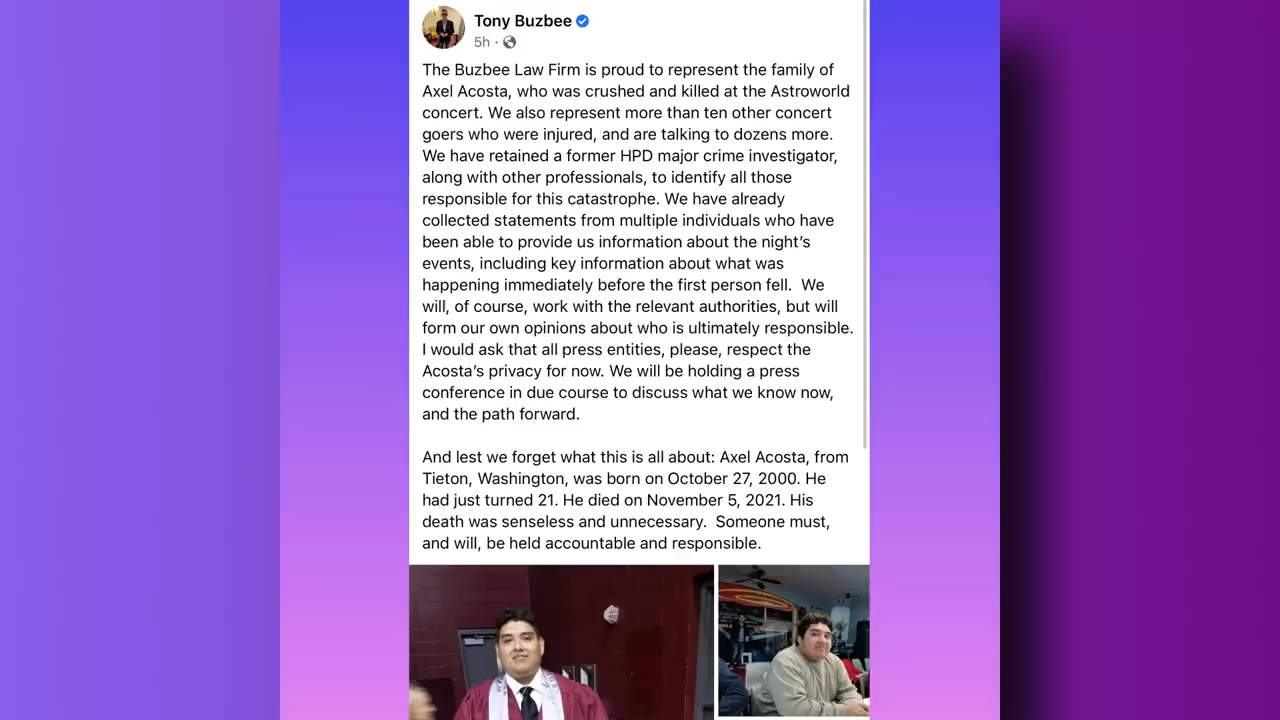 Tony Buzbee
5h ·
The Buzbee Law Firm is proud to represent the family of
Axel Acosta, who was crushed and killed at the Astroworld
concert. We also represent more than ten other concert
goers who were injured, and are talking to dozens more.
We have retained a former HPD major crime investigator,
along with other professionals, to identify all those
responsible for this catastrophe. We have already
collected statements from multiple individuals who have
been able to provide us information about the night’s
events, including key information about what was
happening immediately before the first person fell.  We
will, of course, work with the relevant authorities, but will
form our own opinions about who is ultimately responsible.
I would ask that all press entities, please, respect the
Acosta’s privacy for now. We will be holding a press
conference in due course to discuss what we know now,
and the path forward.
And lest we forget what this is all about: Axel Acosta, from
Tieton, Washington, was born on October 27, 2000. He
had just turned 21. He died on November 5, 2021. His
death was senseless and unnecessary.  Someone must,
and will, be held accountable and responsible.